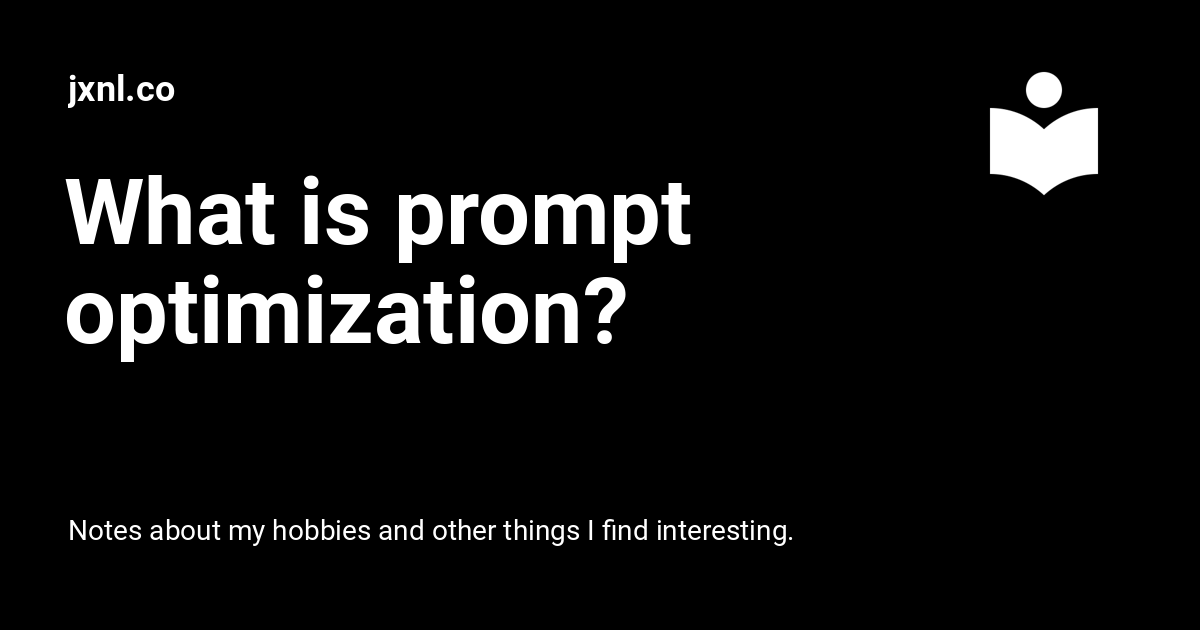 jxnl.co
What is prompt
optimization?
Notes about my hobbies and other things I find interesting.